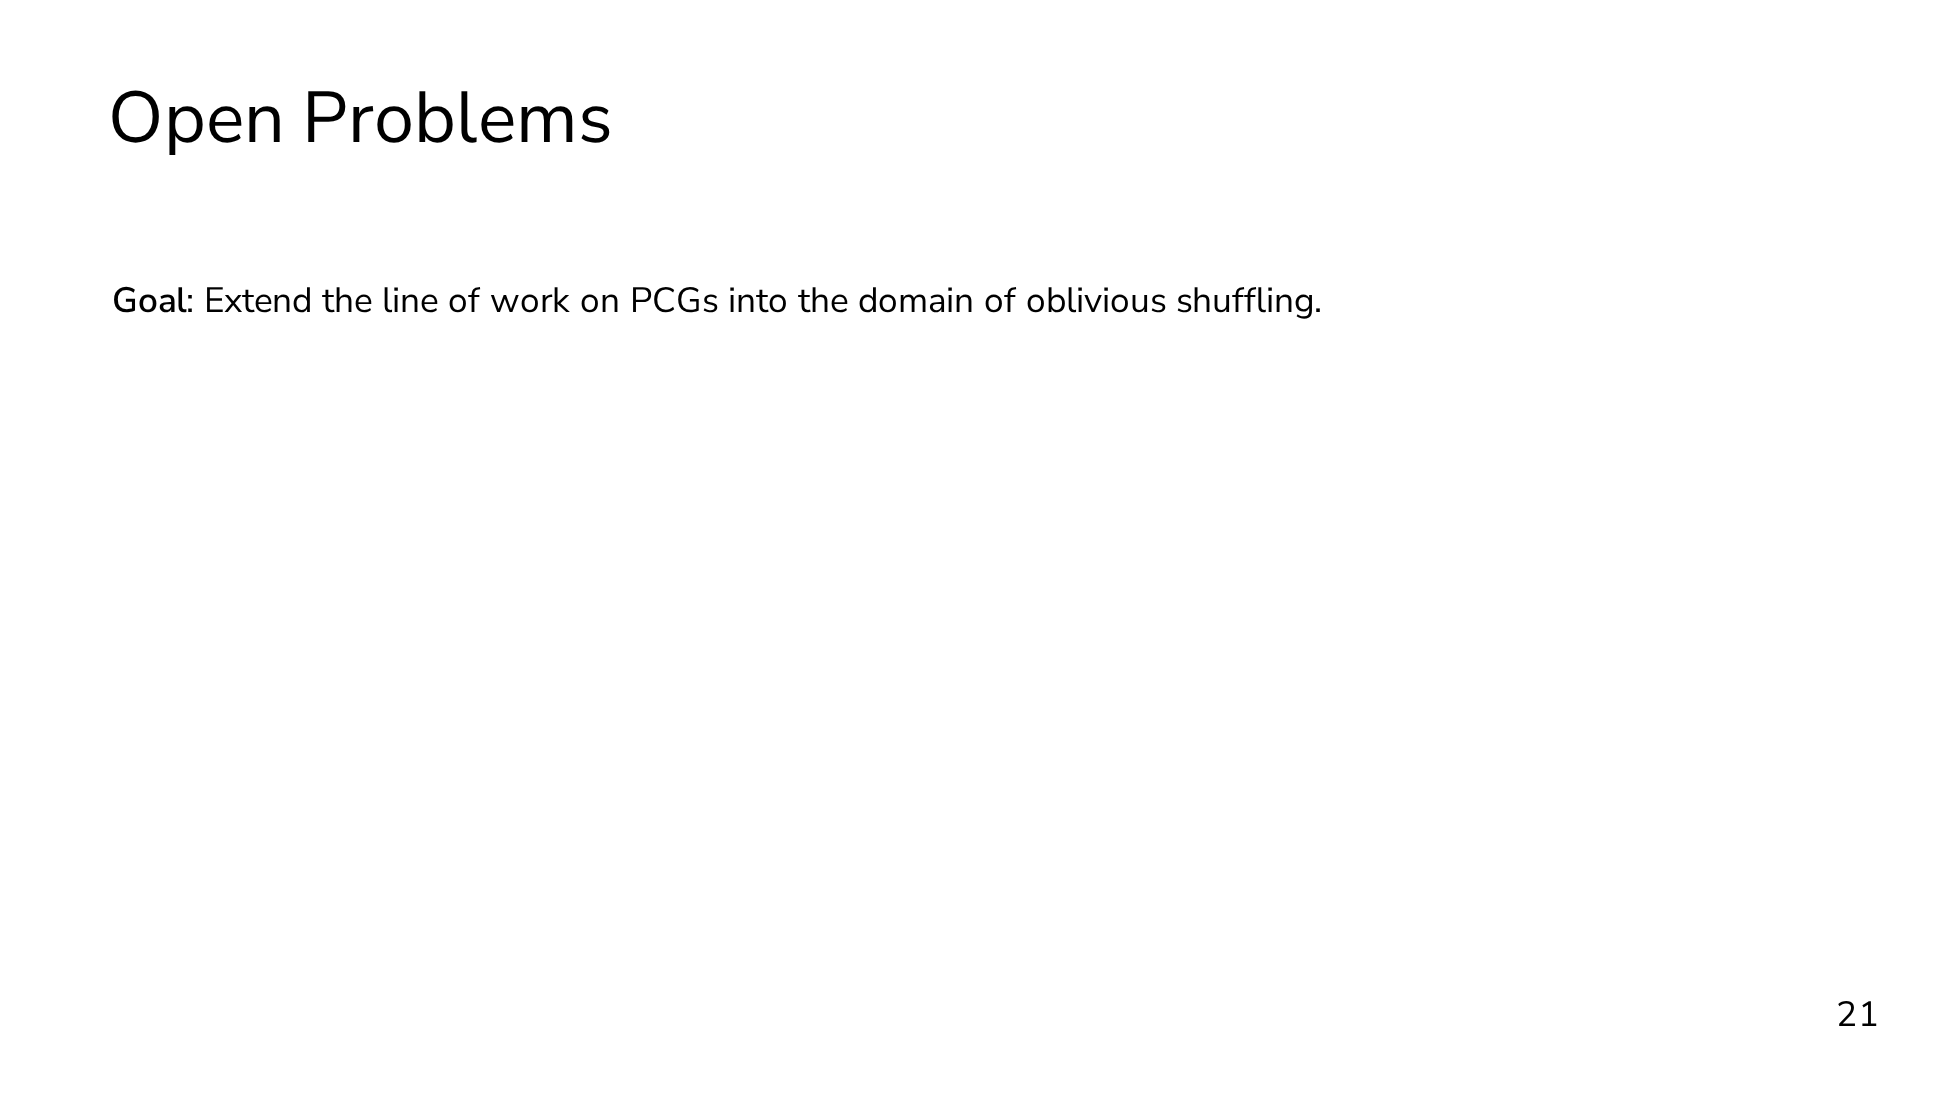 Open Problems
Goal: Extend the line of work on PCGs into the domain of oblivious shuffling.
21